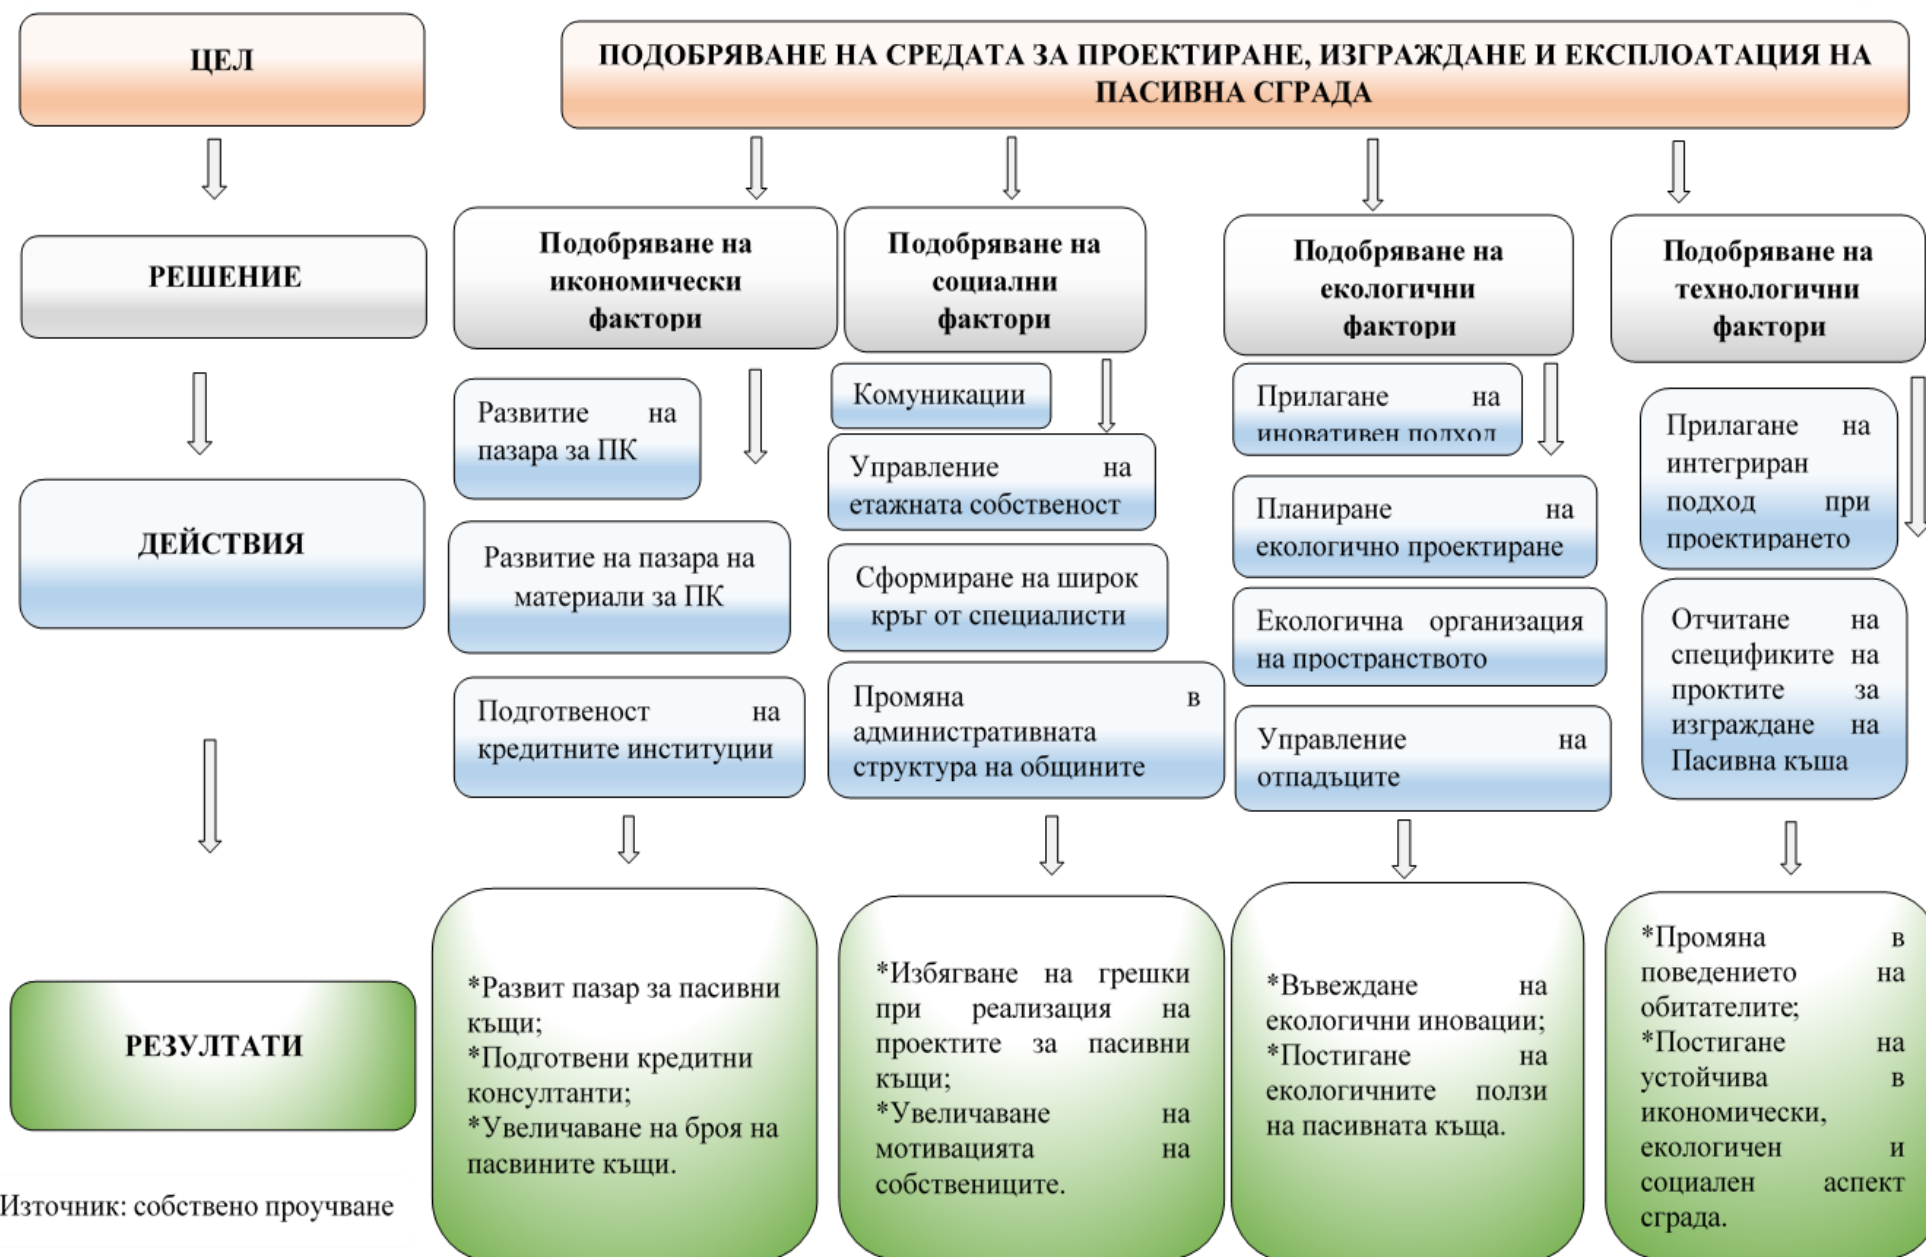 ЦЕЛ
ПОДОБРЯВАНЕ НА СРЕДАТА ЗА ПРОЕКТИРАНЕ, ИЗГРАЖДАНЕ И ЕКСПЛОАТАЦИЯ НА
ПАСИВНА СГРАДА
РЕШЕНИЕ
Подобряване на
икономически
фактори
Подобряване на
социални
фактори
Подобряване на
екологични
фактори
Подобряване на
технологични
фактори
ДЕЙСТВИЯ
Развитие на
пазара за ПК
Развитие на пазара на
материали за ПК
Подготвеност на
кредитните институции
Комуникации
Управление на
етажната собственост
Сформиране на широк
кръг от специалисти
Промяна в
административната
структура на общините
Прилагане на
иновативен подход
Планиране на
екологично проектиране
Екологична организация
на пространството
Управление на
отпадъците
Прилагане на
интегриран
подход при
проектирането
Отчитане на
спецификите на
проктите за
изграждане на
Пасивна къша
РЕЗУЛТАТИ
*Развит пазар за пасивни
къщи;
*Подготвени кредитни
консултанти;
*Увеличаване на броя на
пасвините къщи.
*Избягване на грешки
при реализация на
проектите за пасивни
къщи;
*Увеличаване на
мотивацията на
собствениците.
*Въвеждане на
екологични иновации;
*Постигане на
екологичните ползи
на пасивната къща.
*Промяна в
поведението на
обитателите;
*Постигане на
устойчива в
икономически,
екологичен и
социален аспект
сграда.
Източник: собствено проучване